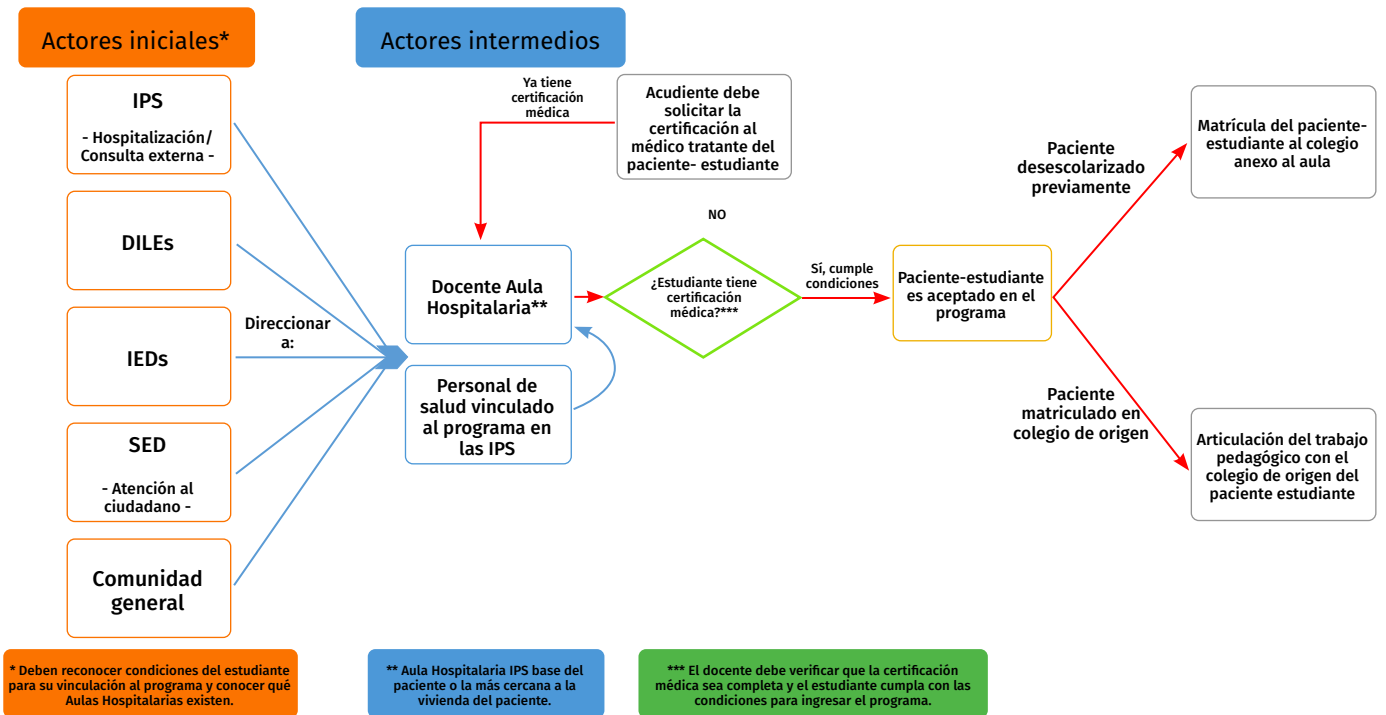 Actores iniciales*
Actores intermedios
IPS
- Hospitalización/
Consulta externa -
DILEs
IEDs
SED
- Atención al
ciudadano -
Comunidad
general
Direccionar
a:
Ya tiene
certificación
médica
Acudiente debe
solicitar la
certificación al
médico tratante del
paciente- estudiante
Docente Aula
Hospitalaria**
Personal de
salud vinculado
al programa en
las IPS
NO
¿Estudiante tiene
certificación
médica?***
Sí, cumple
condiciones
Paciente-estudiante
es aceptado en el
programa
Paciente
desescolarizado
previamente
Matrícula del paciente-
estudiante al colegio
anexo al aula
Paciente
matriculado en
colegio de origen
Articulación del trabajo
pedagógico con el
colegio de origen del
paciente estudiante
* Deben reconocer condiciones del estudiante
para su vinculación al programa y conocer qué
Aulas Hospitalarias existen.
** Aula Hospitalaria IPS base del
paciente o la más cercana a la
vivienda del paciente.
*** El docente debe verificar que la certificación
médica sea completa y el estudiante cumpla con las
condiciones para ingresar el programa.